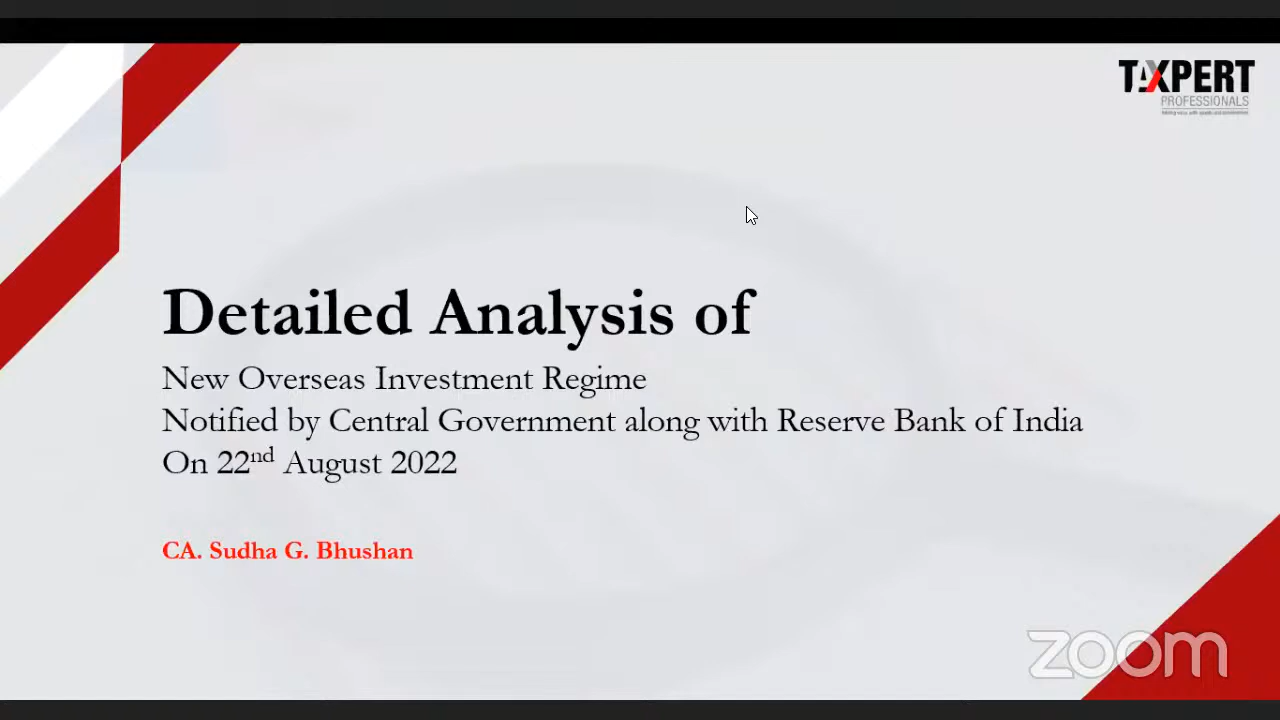 TAXPERT
PROFESSIONALS
Detailed Analysis of
New Overseas Investment Regime
Notified by Central Government along with Reserve Bank of India
On 22nd August 2022
CA. Sudha G. Bhushan
zoom